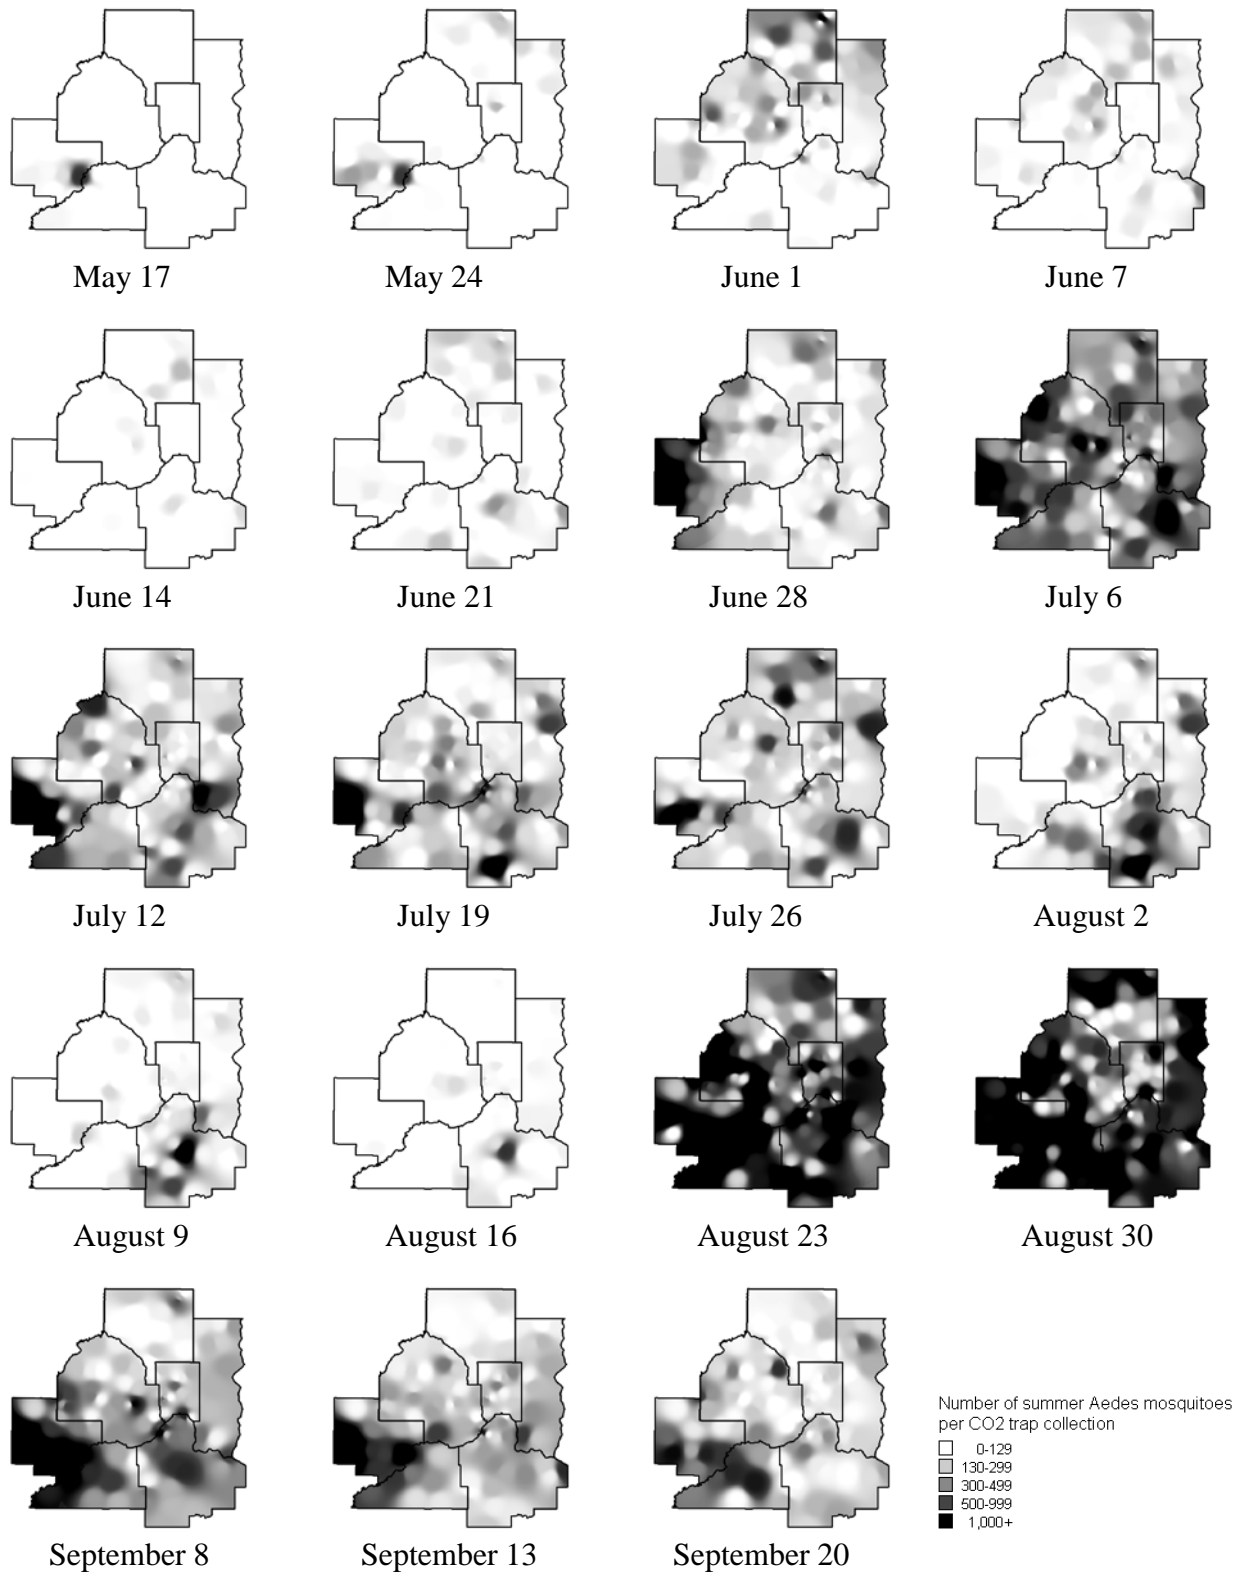 May 17
May 24
June 1
June 7
June 14
June 21
June 28
July 6
July 12
July 19
July 26
August 2
August 9
August 16
August 23
August 30
September 8
September 13
September 20
Number of summer Aedes mosquitoes
per CO2 trap collection
0-129
130-299
300-499
500-999
1,000+